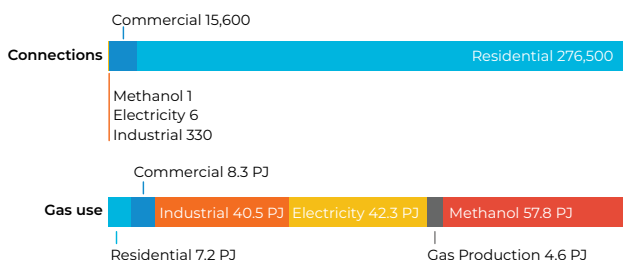 Commercial 15,600
Connections
Residential 276,500
Methanol 1
Electricity 6
Industrial 330
Commercial 8.3 PJ
Gas use
Industrial 40.5 PJ
Electricity 42.3 PJ
Methanol 57.8 PJ
Residential 7.2 PJ
Gas Production 4.6 PJ